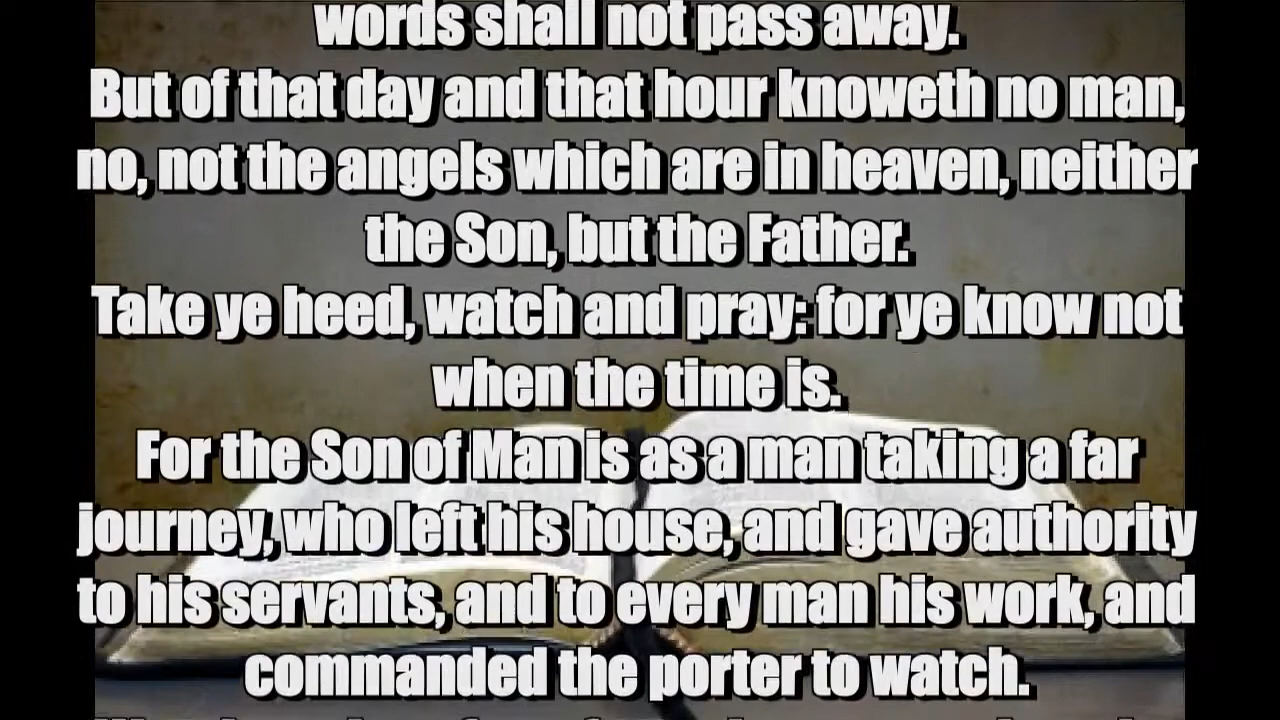 words shall not pass away.
But of that day and that hour knoweth no man,
no, not the angels which are in heaven, neither
the Son, but the Father.
Take ye heed, watch and pray: for ye know not
when the time is.
For the Son of Man is as a man taking a far
journey, who left his house, and gave authority
to his servants, and to every man his work, and
commanded the porter to watch.